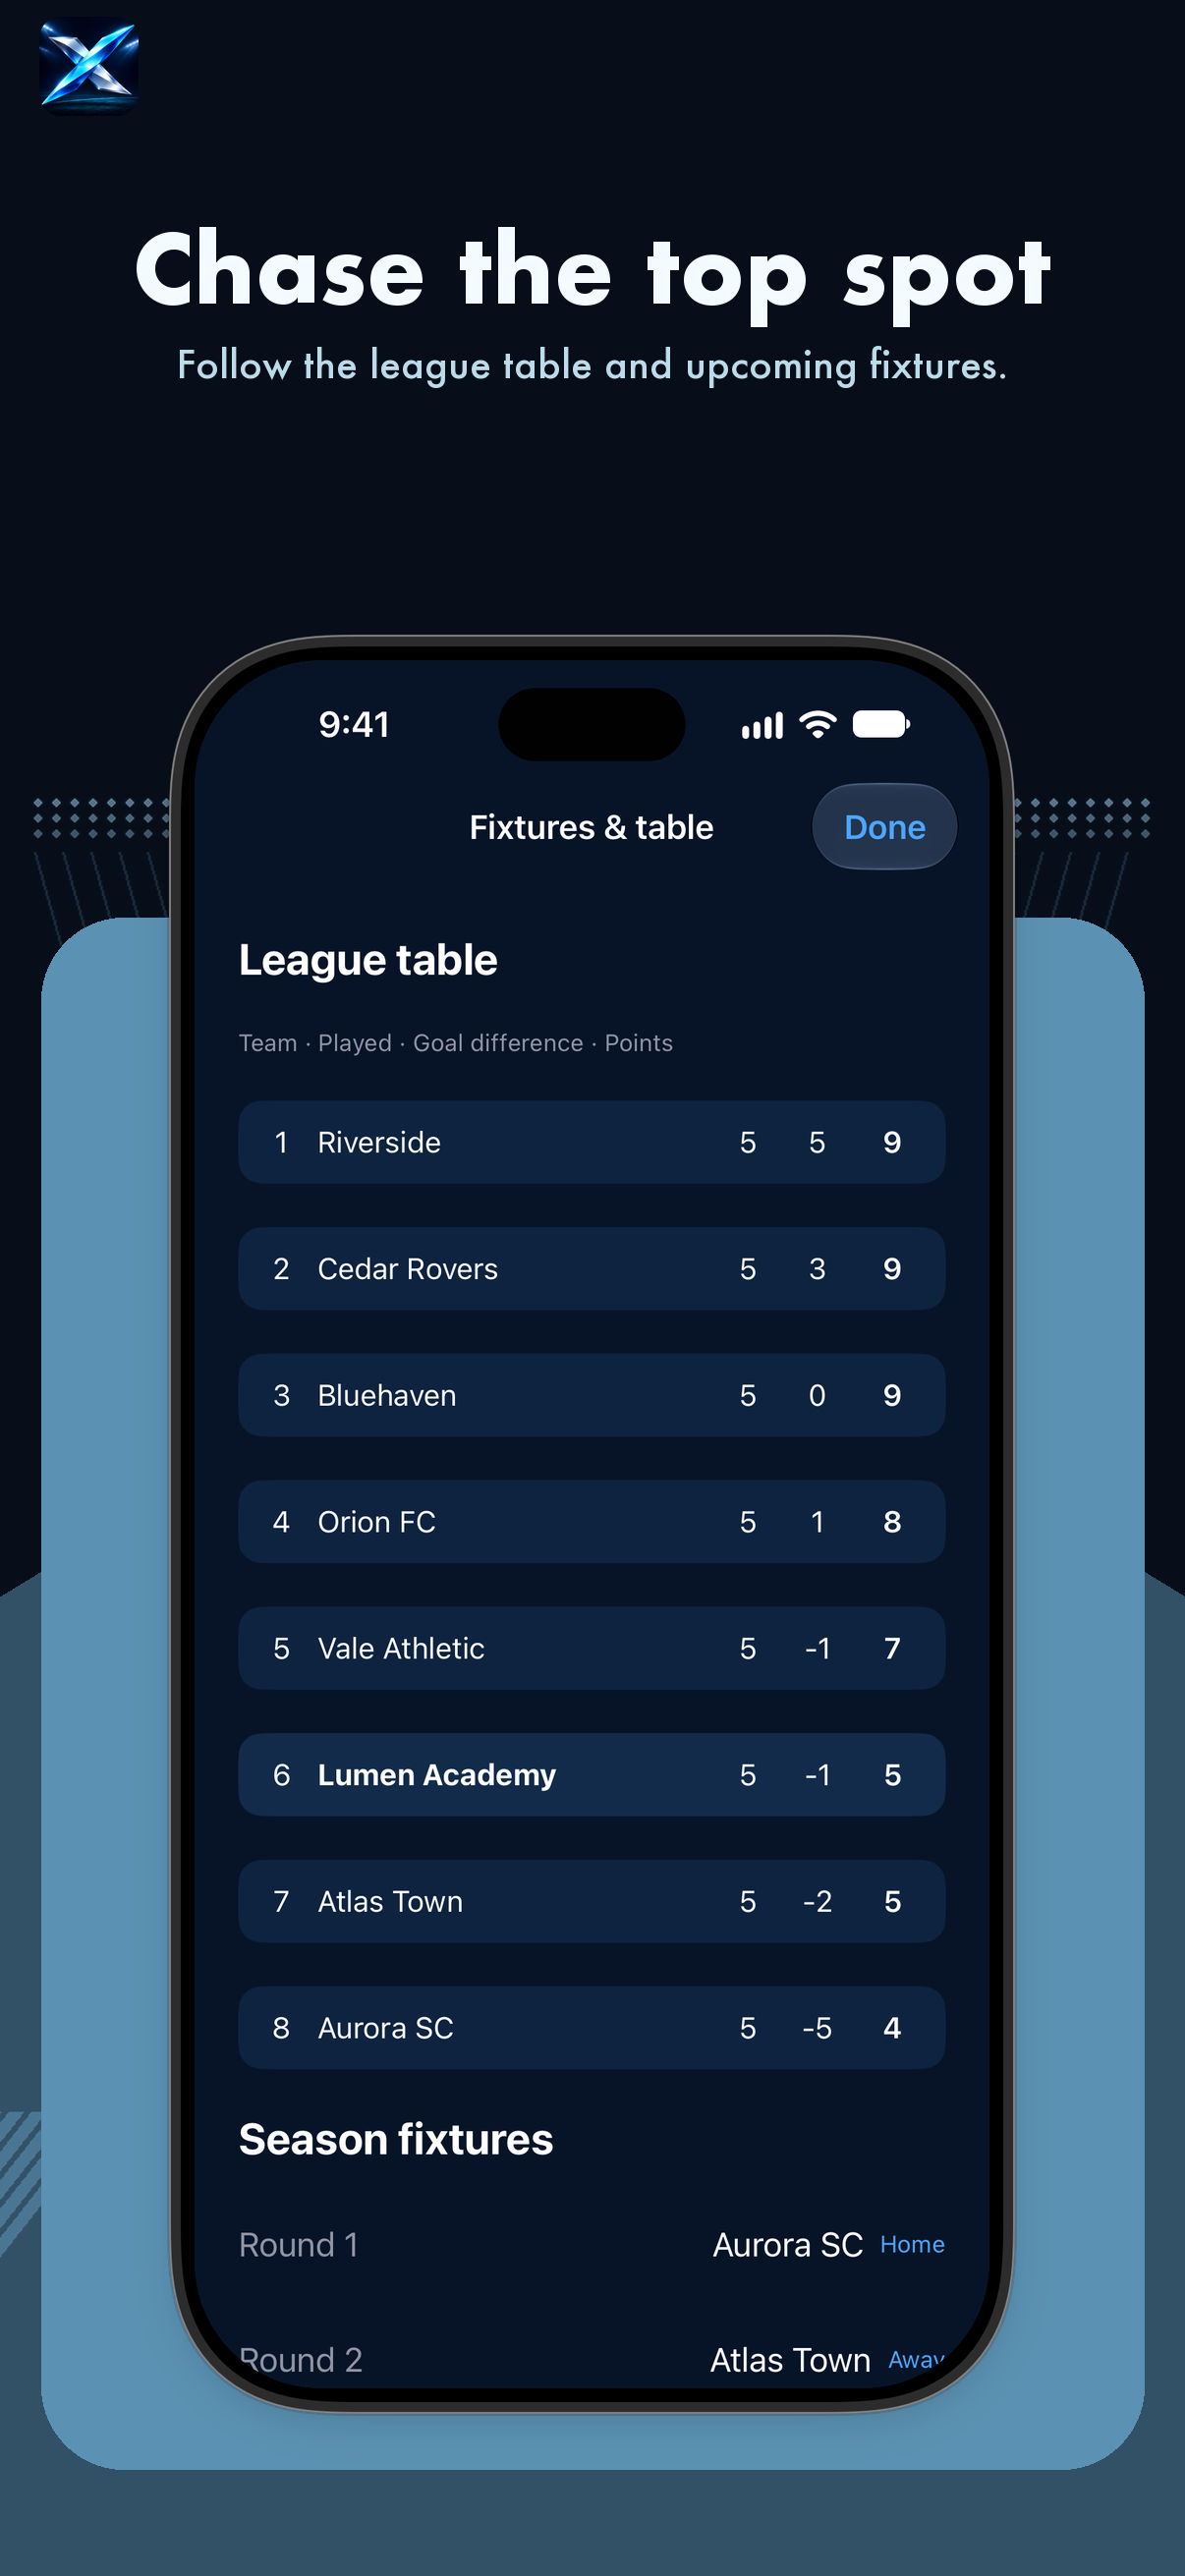 Chase the top spot
Follow the league table and upcoming fixtures.
9:41
Fixtures & table
Done
League table
Team · Played · Goal difference · Points
1 Riverside 5 5 9
2 Cedar Rovers 5 3 9
3 Bluehaven 5 0 9
4 Orion FC 5 1 8
5 Vale Athletic 5 -1 7
6 Lumen Academy 5 -1 5
7 Atlas Town 5 -2 5
8 Aurora SC 5 -5 4
Season fixtures
Round 1 Aurora SC Home
Round 2 Atlas Town Away